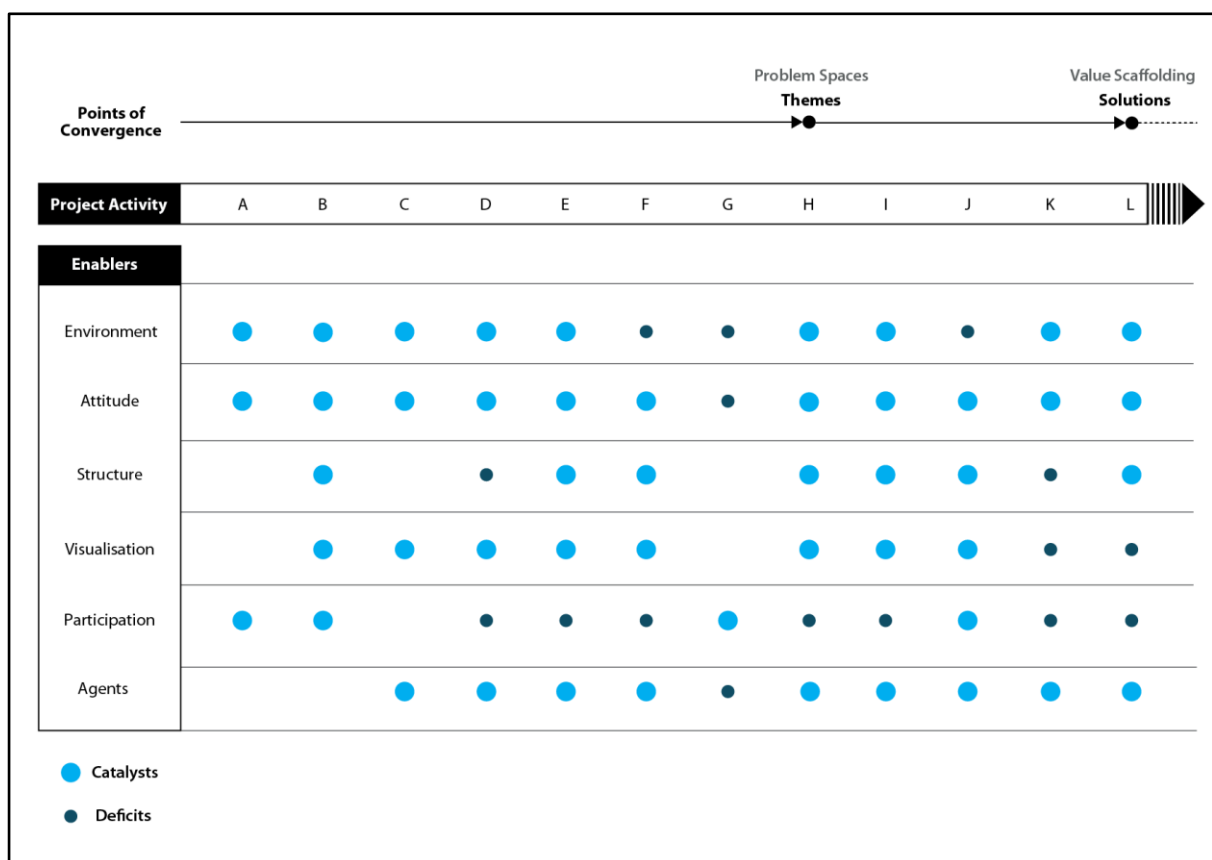 Problem Spaces
Value Scaffolding
Themes
Solutions
Points of
Convergence
Project Activity
A B C D E F G H I J K L
Enablers
Environment
Attitude
Structure
Visualisation
Participation
Agents
Catalysts
Deficits